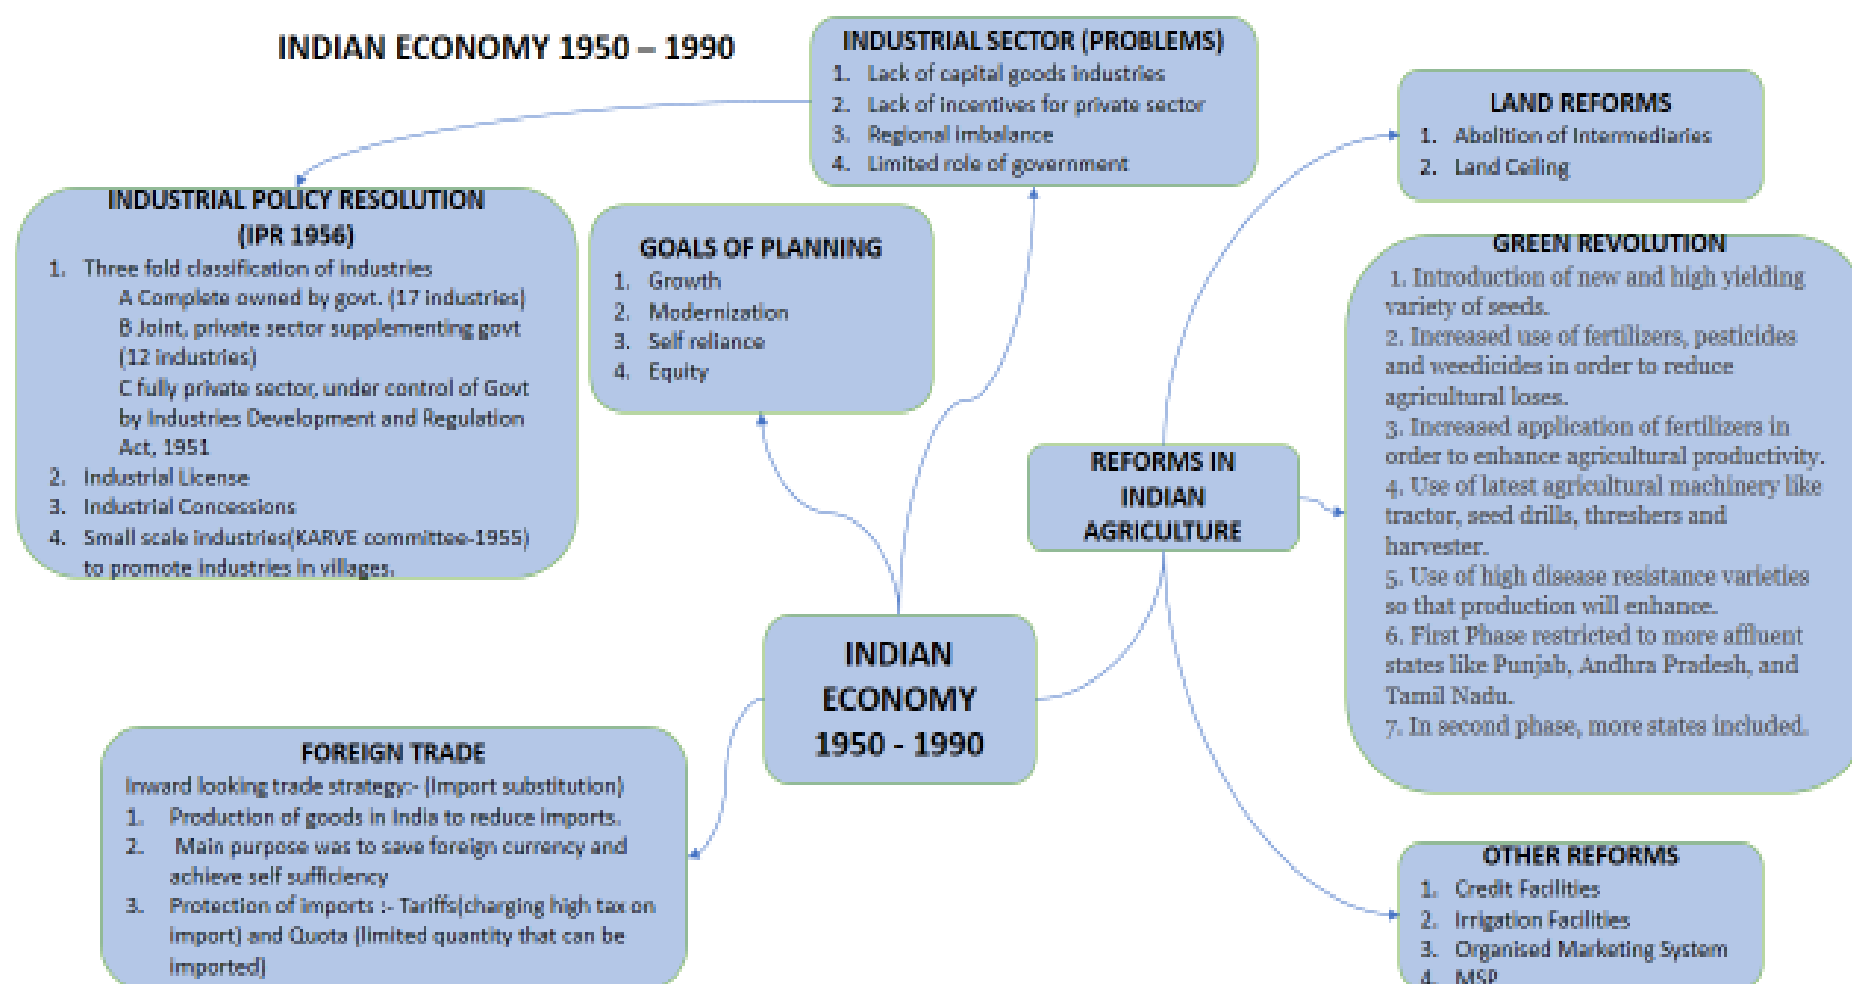 INDIAN ECONOMY 1950 – 1990
INDUSTRIAL SECTOR (PROBLEMS)
1. Lack of capital goods industries
2. Lack of incentives for private sector
3. Regional imbalance
4. Limited role of government
LAND REFORMS
1. Abolition of Intermediaries
2. Land Ceiling
INDUSTRIAL POLICY RESOLUTION
(IPR 1956)
1. Three fold classification of industries
A Complete owned by govt. (17 industries)
B Joint, private sector supplementing govt
(12 industries)
C fully private sector, under control of Govt
by Industries Development and Regulation
Act, 1951
2. Industrial License
3. Industrial Concessions
4. Small scale industries(KARVE committee-1955)
to promote industries in villages.
GOALS OF PLANNING
1. Growth
2. Modernization
3. Self reliance
4. Equity
GREEN REVOLUTION
1. Introduction of new and high yielding
variety of seeds.
2. Increased use of fertilizers, pesticides
and weedicides in order to reduce
agricultural loses.
3. Increased application of fertilizers in
order to enhance agricultural productivity.
4. Use of latest agricultural machinery like
tractor, seed drills, threshers and
harvester.
5. Use of high disease resistance varieties
so that production will enhance.
6. First Phase restricted to more affluent
states like Punjab, Andhra Pradesh, and
Tamil Nadu.
7. In second phase, more states included.
REFORMS IN
INDIAN
AGRICULTURE
INDIAN
ECONOMY
1950 - 1990
FOREIGN TRADE
Inward looking trade strategy:- (Import substitution)
1. Production of goods in India to reduce imports.
2. Main purpose was to save foreign currency and
achieve self sufficiency
3. Protection of imports :- Tariffs(charging high tax on
import) and Quota (limited quantity that can be
imported)
OTHER REFORMS
1. Credit Facilities
2. Irrigation Facilities
3. Organised Marketing System
4. MSP